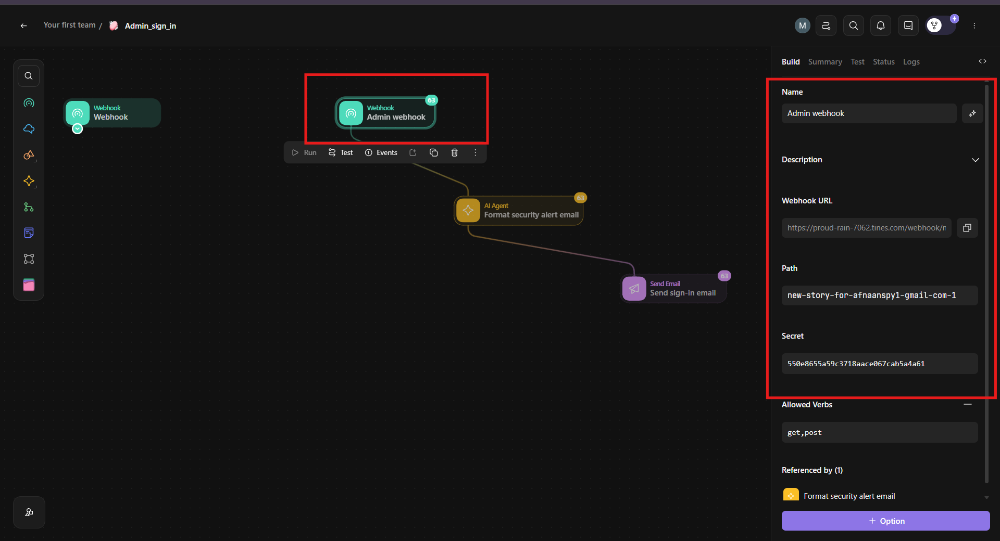 Your first team / Admin_sign_in
M
Build Summary Test Status Logs
Webhook
Webhook
63
Webhook
Admin webhook
Run Test Events
63
AI Agent
Format security alert email
63
Send Email
Send sign-in email
Name
Admin webhook
Description
Webhook URL
https://proud-rain-7062.tines.com/webhook/
Path
new-story-for-afnaanspy1-gmail-com-1
Secret
550e8655a59c3718aace067cab5a4a61
Allowed Verbs
get,post
Referenced by (1)
Format security alert email
+ Option